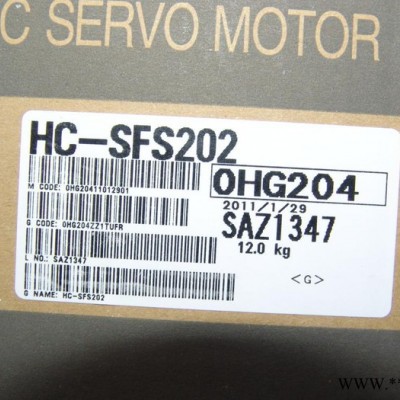 C SERVO MOTOR
HC-SFS202
0HG204
M CODE: 0HG20411012901
2011/1/29
G CODE: 0HG204ZZ1TUFR
SAZ1347
12.0 kg
L NO.: SAZ1347
<G>
G NAME: HC-SFS202
www.**